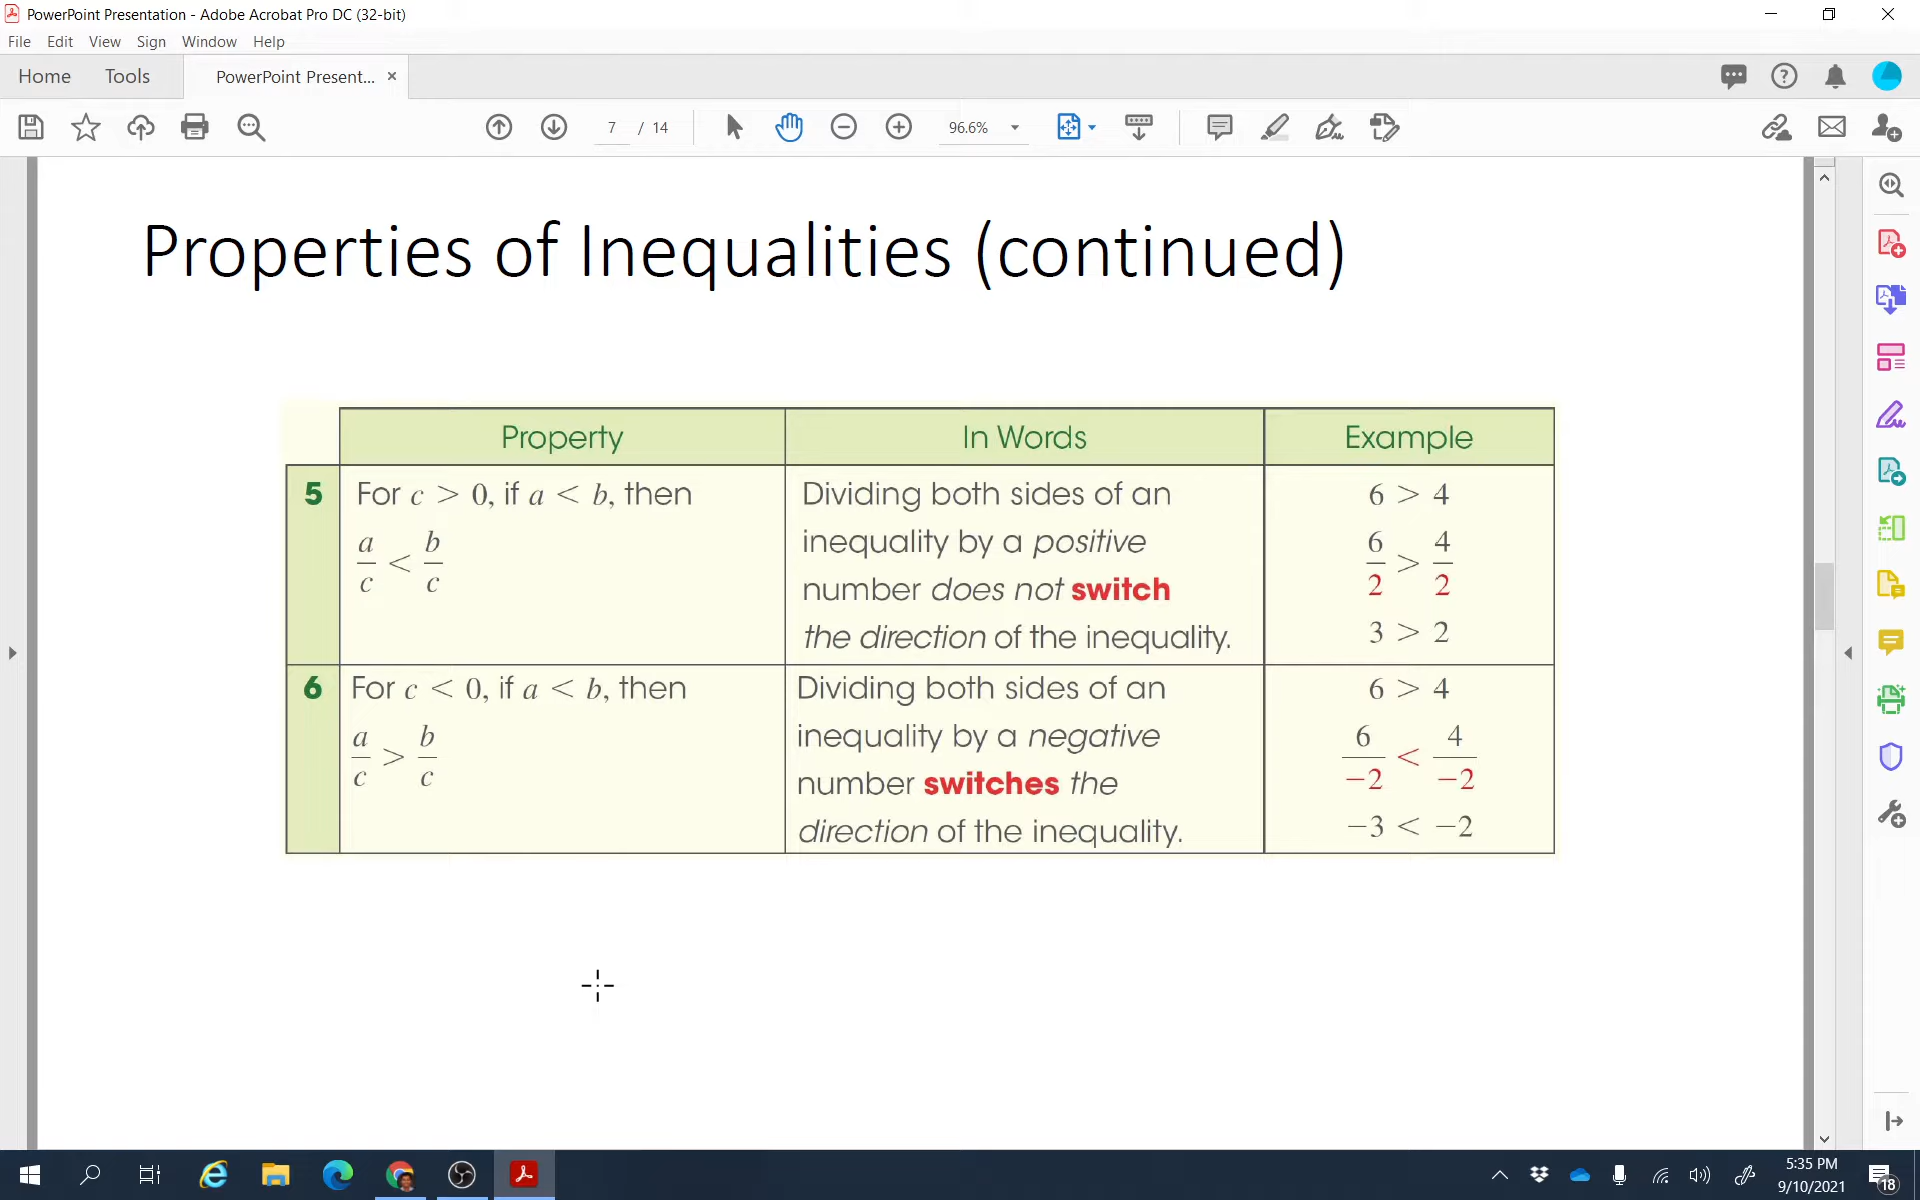 PowerPoint Presentation - Adobe Acrobat Pro DC (32-bit)
File Edit View Sign Window Help
Home Tools PowerPoint Present... ×
7 / 14 96.6%
Properties of Inequalities (continued)
Property In Words Example
5 For c > 0, if a < b, then
a/c < b/c
Dividing both sides of an
inequality by a positive
number does not switch
the direction of the inequality.
6 > 4
6/2 > 4/2
3 > 2
6 For c < 0, if a < b, then
a/c > b/c
Dividing both sides of an
inequality by a negative
number switches the
direction of the inequality.
6 > 4
6/−2 < 4/−2
−3 < −2
5:35 PM
9/10/2021
18